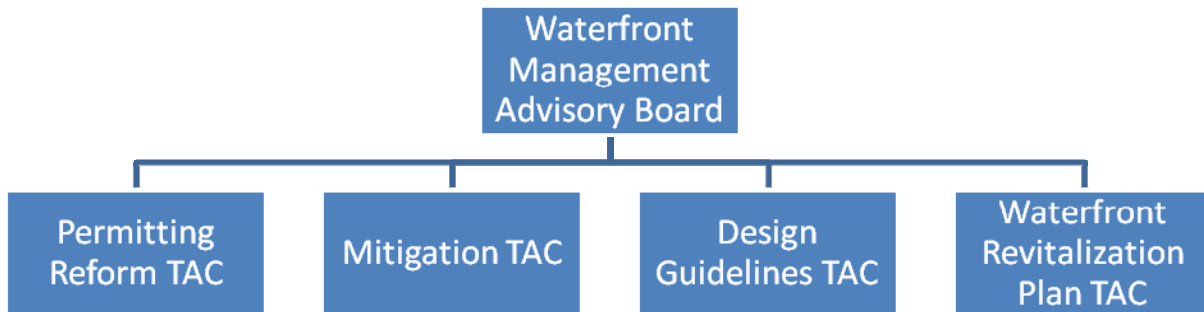 Waterfront
Management
Advisory Board
Permitting
Reform TAC
Mitigation TAC
Design
Guidelines TAC
Waterfront
Revitalization
Plan TAC